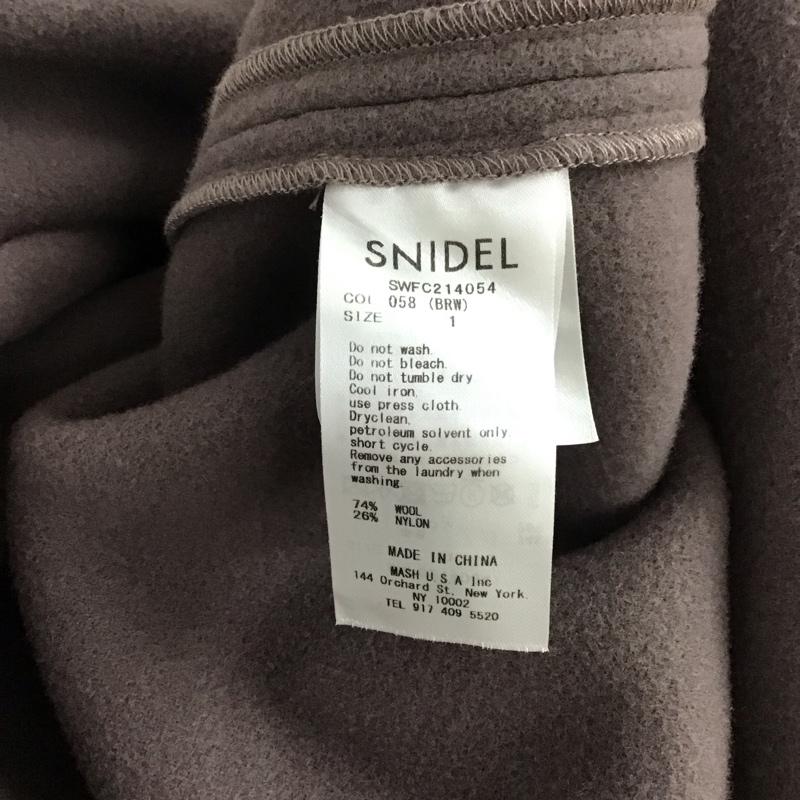 SNIDEL
SWFC214054
COL 058 (BRW)
SIZE 1
Do not wash.
Do not bleach.
Do not tumble dry
Cool iron,
use press cloth.
Dryclean,
petroleum solvent only.
short cycle.
Remove any accessories
from the laundry when
washing.
74% WOOL
26% NYLON
MADE IN CHINA
MASH U S A Inc
144 Orchard St. New York.
NY 10002
TEL 917 409 5520